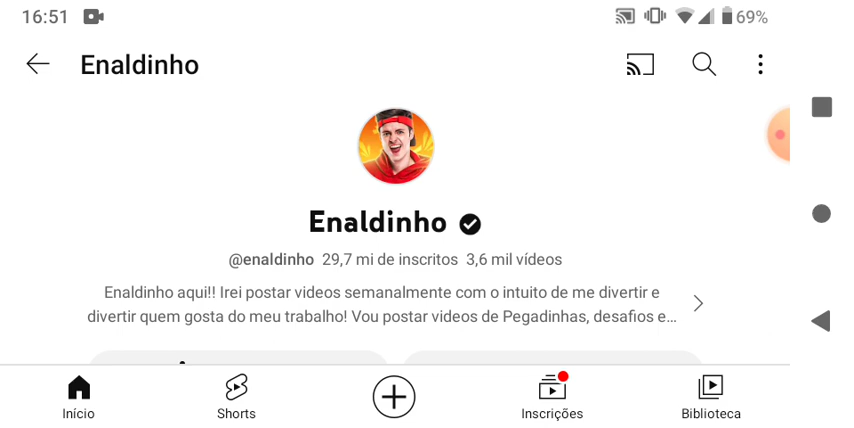 16:51
69%
Enaldinho
Enaldinho
@enaldinho 29,7 mi de inscritos 3,6 mil vídeos
Enaldinho aqui!! Irei postar videos semanalmente com o intuito de me divertir e
divertir quem gosta do meu trabalho! Vou postar videos de Pegadinhas, desafios e...
Início
Shorts
Inscrições
Biblioteca